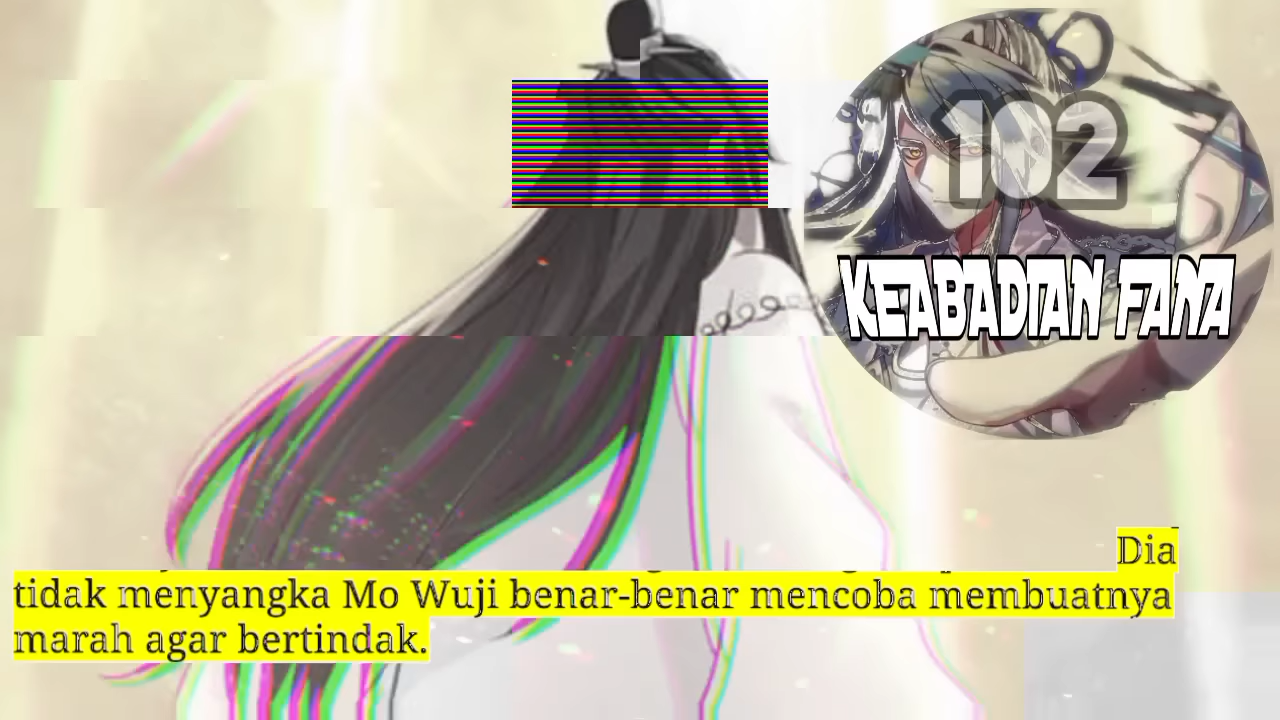 102
KEABADIAN FANA
Dia
tidak menyangka Mo Wuji benar-benar mencoba membuatnya
marah agar bertindak.